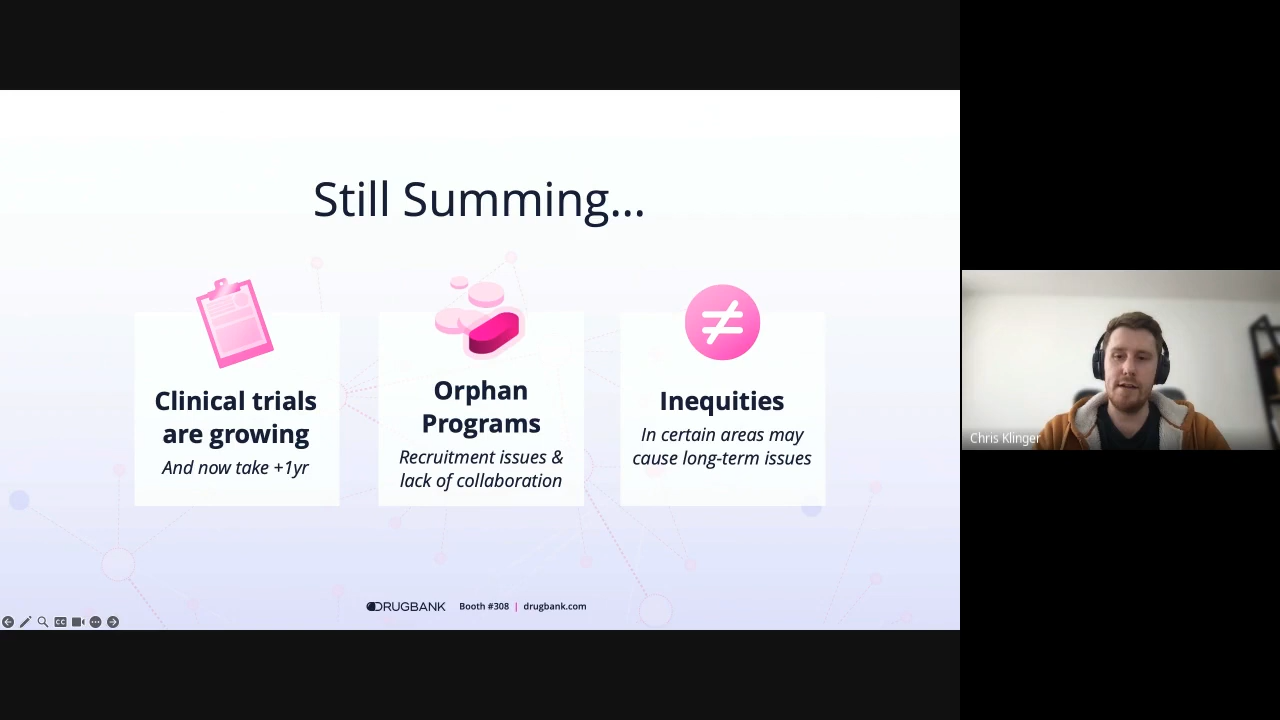 Still Summing...
Clinical trials
are growing
And now take +1yr
Orphan
Programs
Recruitment issues &
lack of collaboration
Inequities
In certain areas may
cause long-term issues
DRUGBANK Booth #308 | drugbank.com
CC
Chris Klinger